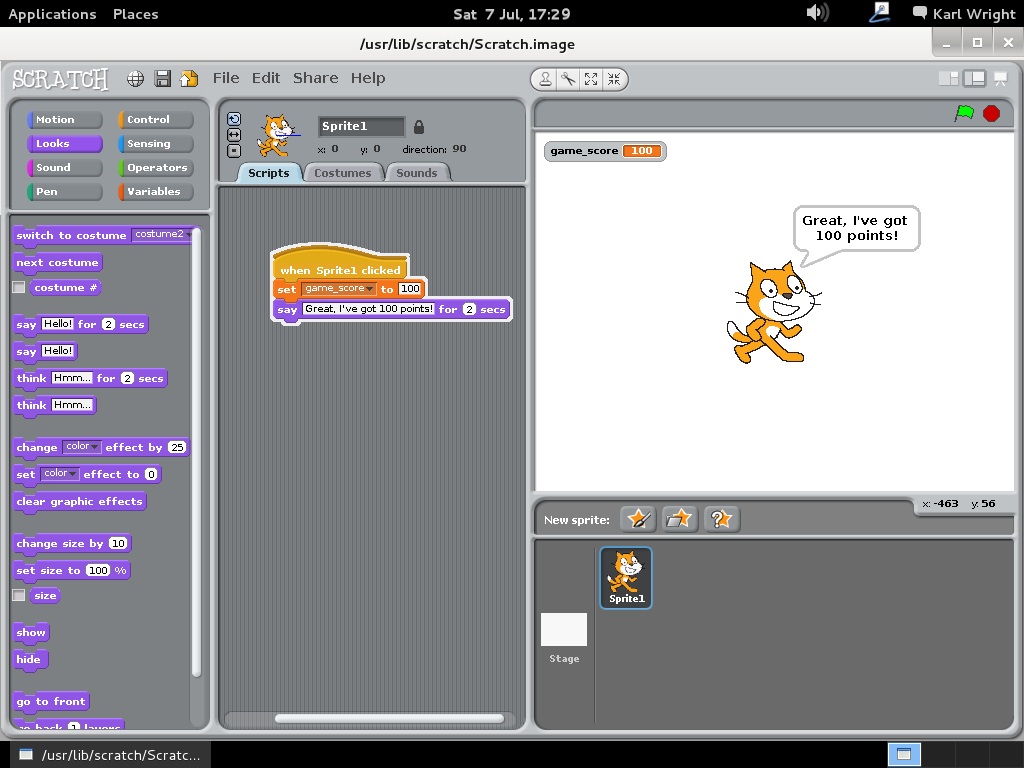 Applications Places Sat 7 Jul, 17:29 Karl Wright
/usr/lib/scratch/Scratch.image
SCRATCH File Edit Share Help
Motion Control
Looks Sensing
Sound Operators
Pen Variables
switch to costume costume2
next costume
costume #
say Hello! for 2 secs
say Hello!
think Hmm... for 2 secs
think Hmm...
change color effect by 25
set color effect to 0
clear graphic effects
change size by 10
set size to 100 %
size
show
hide
go to front
go back 1 layers
Sprite1
x: 0 y: 0 direction: 90
Scripts Costumes Sounds
when Sprite1 clicked
set game_score to 100
say Great, I've got 100 points! for 2 secs
game_score 100
Great, I've got
100 points!
x: -463 y: 56
New sprite:
Sprite1
Stage
/usr/lib/scratch/Scratc...